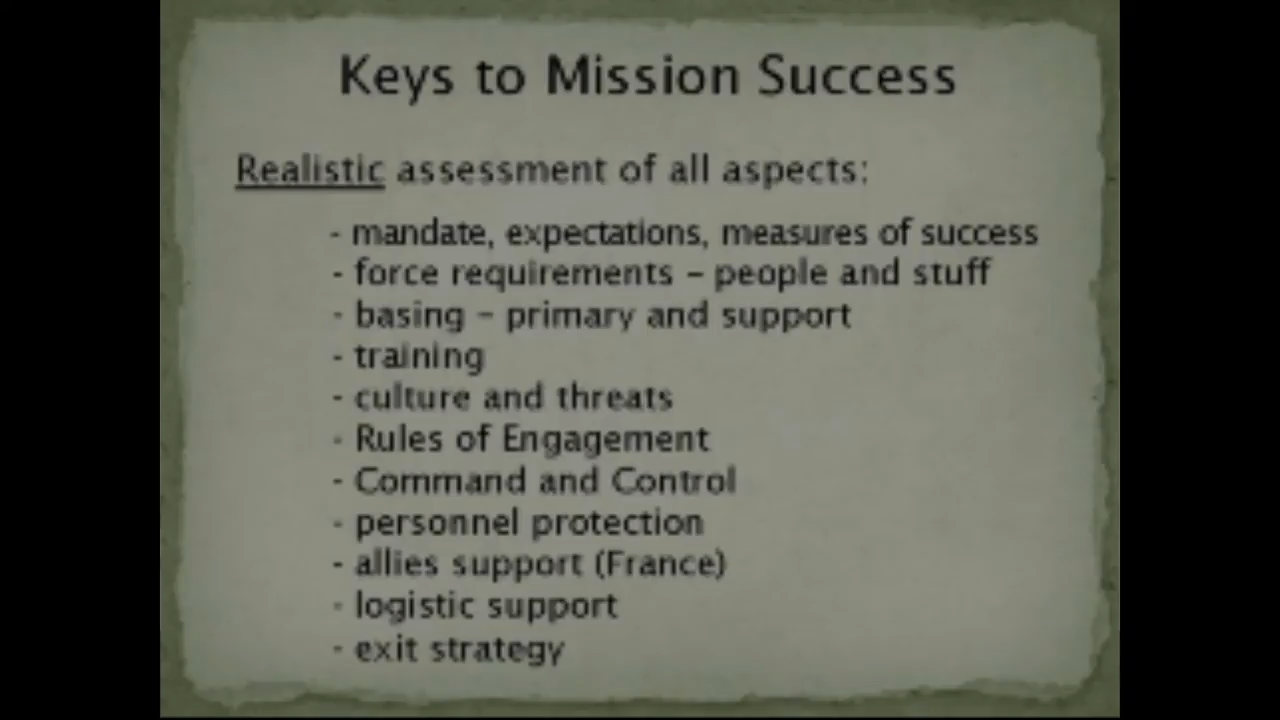 Keys to Mission Success
Realistic assessment of all aspects:
- mandate, expectations, measures of success
- force requirements – people and stuff
- basing – primary and support
- training
- culture and threats
- Rules of Engagement
- Command and Control
- personnel protection
- allies support (France)
- logistic support
- exit strategy